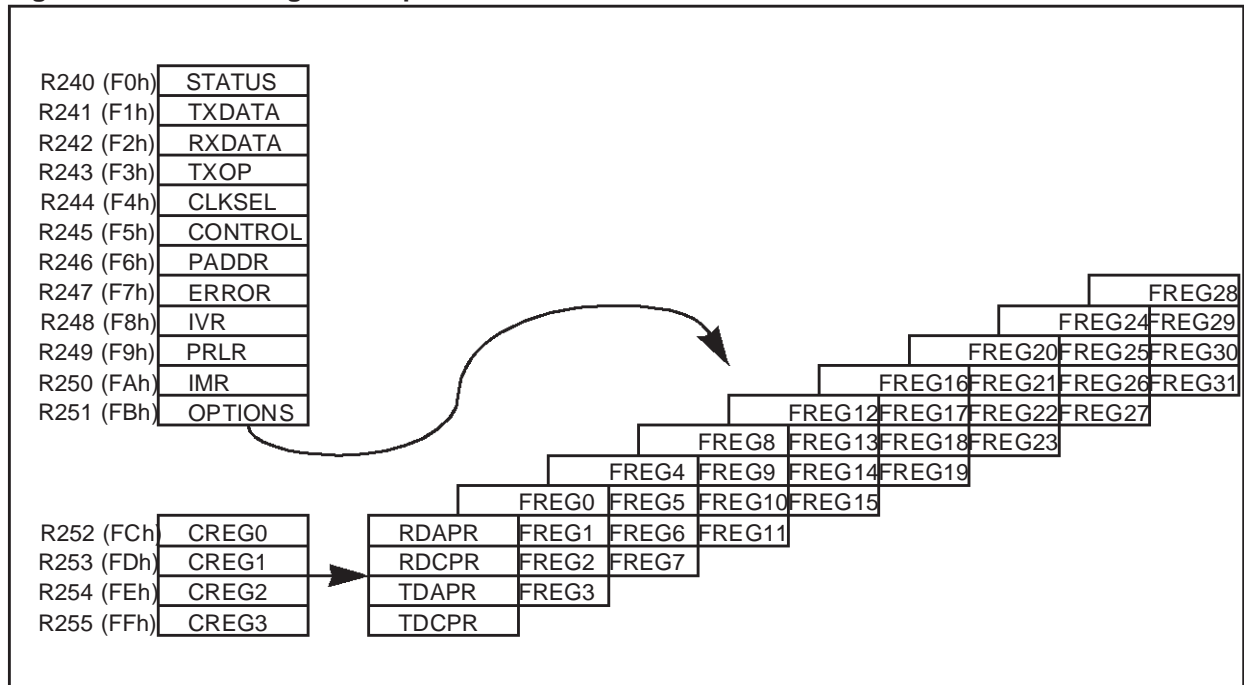 R240 (F0h) STATUS
R241 (F1h) TXDATA
R242 (F2h) RXDATA
R243 (F3h) TXOP
R244 (F4h) CLKSEL
R245 (F5h) CONTROL
R246 (F6h) PADDR
R247 (F7h) ERROR FREG28
R248 (F8h) IVR FREG24 FREG29
R249 (F9h) PRLR FREG20 FREG25 FREG30
R250 (FAh) IMR FREG16 FREG21 FREG26 FREG31
R251 (FBh) OPTIONS FREG12 FREG17 FREG22 FREG27
FREG8 FREG13 FREG18 FREG23
FREG4 FREG9 FREG14 FREG19
FREG0 FREG5 FREG10 FREG15
R252 (FCh) CREG0 RDAPR FREG1 FREG6 FREG11
R253 (FDh) CREG1 RDCPR FREG2 FREG7
R254 (FEh) CREG2 TDAPR FREG3
R255 (FFh) CREG3 TDCPR